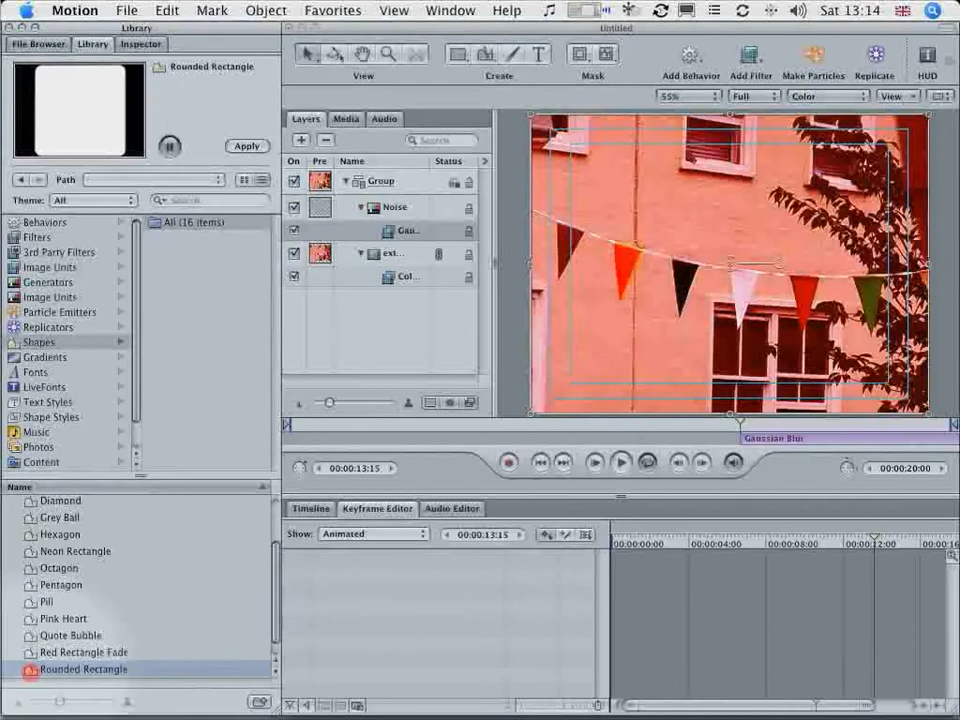 Motion File Edit Mark Object Favorites View Window Help Sat 13:14
Library
Untitled
File Browser Library Inspector
Rounded Rectangle
Apply
View
Create
Mask
Add Behavior
Add Filter
Make Particles
Replicate
HUD
55% Full Color View
Path
Theme: All
Search
Layers Media Audio
Search
On Pre Name Status
Group
Noise
Gau..
ext..
Col..
Behaviors
Filters
3rd Party Filters
Image Units
Generators
Image Units
Particle Emitters
Replicators
Shapes
Gradients
Fonts
LiveFonts
Text Styles
Shape Styles
Music
Photos
Content
All (16 items)
Gaussian Blur
00:00:13:15
00:00:20:00
Name
Diamond
Grey Ball
Hexagon
Neon Rectangle
Octagon
Pentagon
Pill
Pink Heart
Quote Bubble
Red Rectangle Fade
Rounded Rectangle
Timeline Keyframe Editor Audio Editor
Show: Animated 00:00:13:15
00:00:00:00 00:00:04:00 00:00:08:00 00:00:12:00 00:00:16